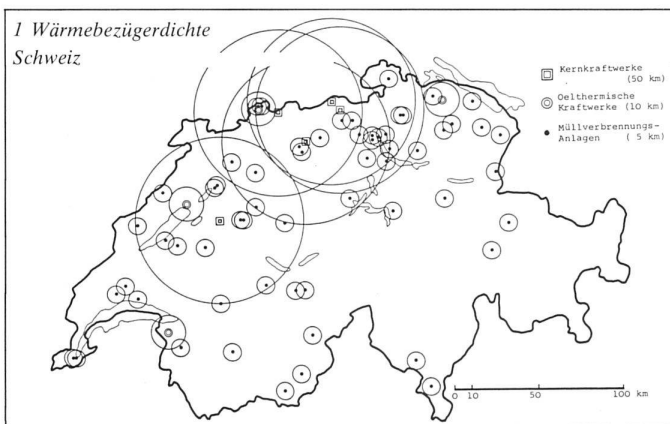 1 Wärmebezügerdichte
Schweiz
Kernkraftwerke
(50 km)
Oelthermische
Kraftwerke (10 km)
Müllverbrennungs-
Anlagen ( 5 km)
0 10 50 100 km